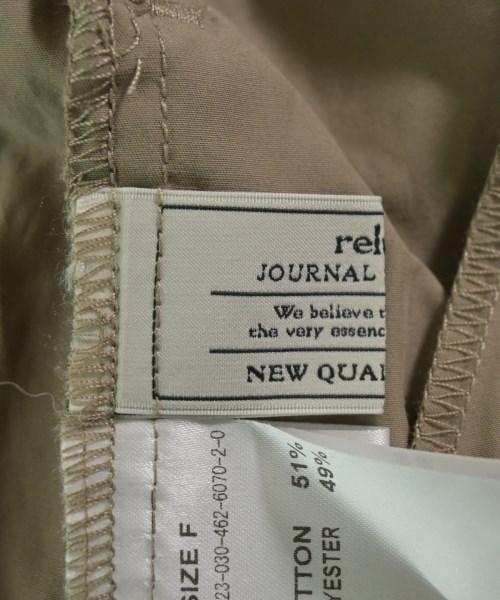 rel
JOURNAL
We believe t
the very essenc
NEW QUA
SIZE F
23-030-462-6070-2-0
TTON 51%
YESTER 49%